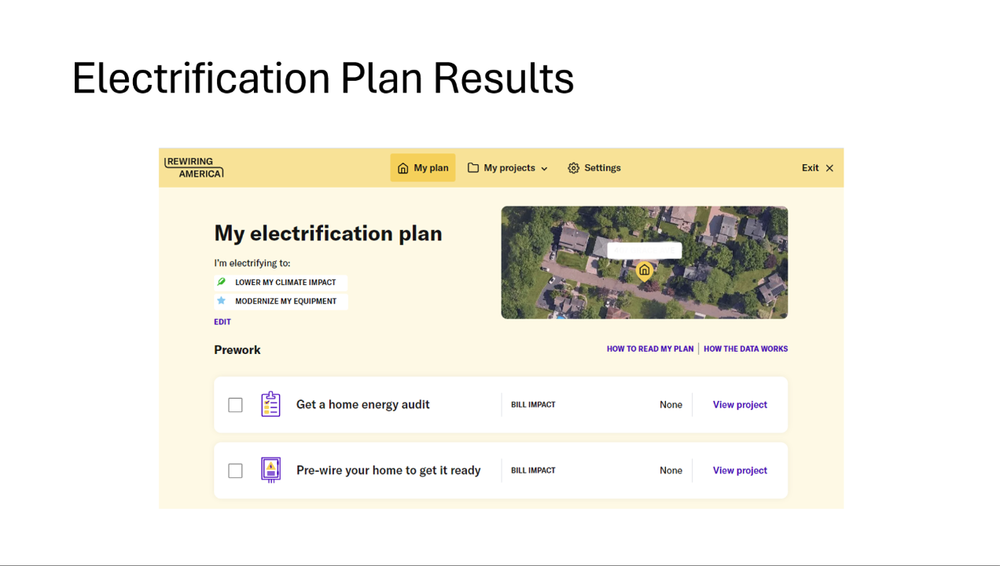 Electrification Plan Results
REWIRING
AMERICA
My plan
My projects
Settings
Exit
My electrification plan
I'm electrifying to:
LOWER MY CLIMATE IMPACT
MODERNIZE MY EQUIPMENT
EDIT
Prework
HOW TO READ MY PLAN
HOW THE DATA WORKS
Get a home energy audit
BILL IMPACT
None
View project
Pre-wire your home to get it ready
BILL IMPACT
None
View project